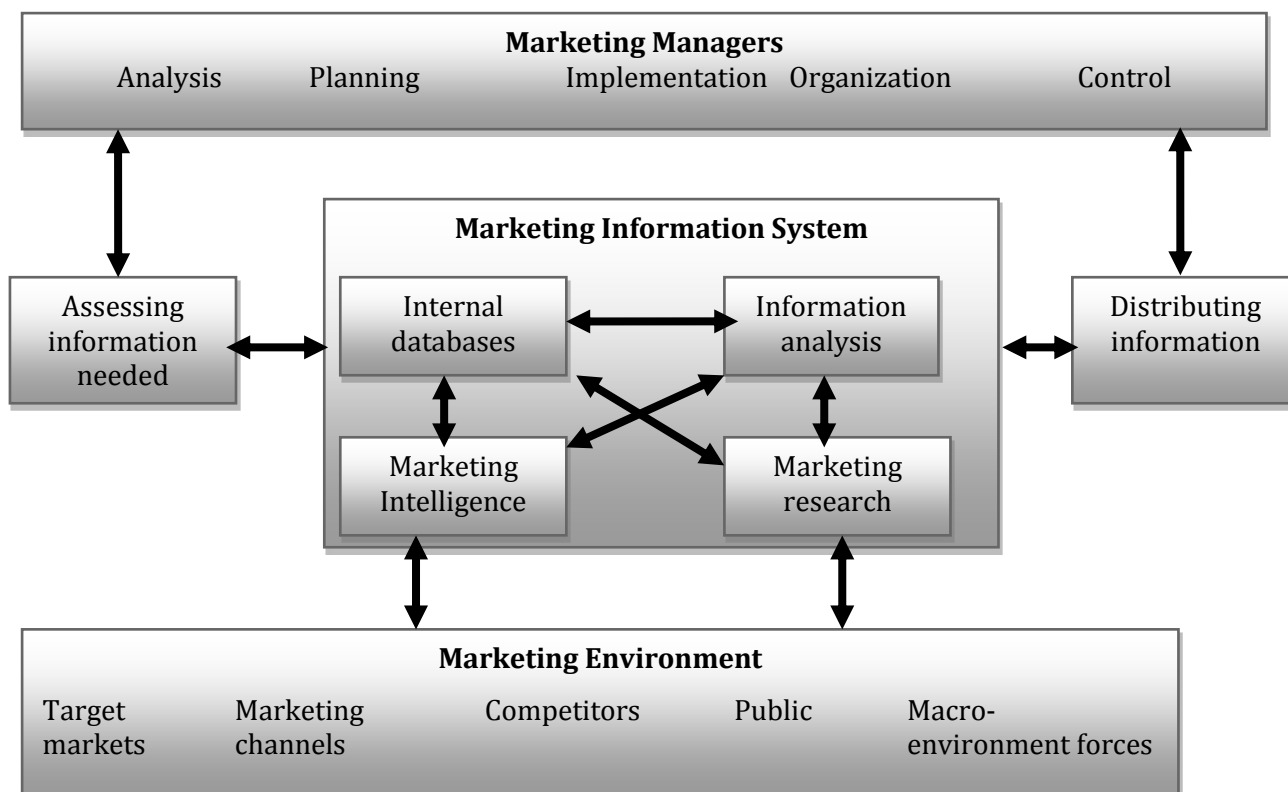 Marketing Managers
Analysis Planning Implementation Organization Control
Marketing Information System
Assessing
information
needed
Internal
databases
Information
analysis
Distributing
information
Marketing
Intelligence
Marketing
research
Marketing Environment
Target
markets
Marketing
channels
Competitors
Public
Macro-
environment forces